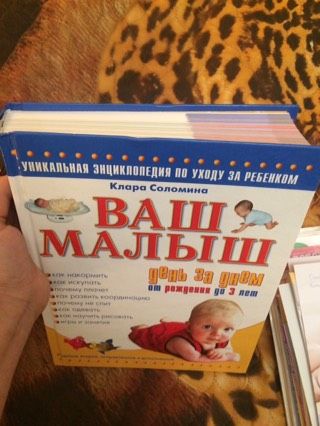 УНИКАЛЬНАЯ ЭНЦИКЛОПЕДИЯ ПО УХОДУ ЗА РЕБЕНКОМ
Клара Соломина
ВАШ
МАЛЫШ
день за днем
от рождения до 3 лет
как накормить
как искупать
почему плачет
как развить координацию
почему не спит
как одевать
как научить рисовать
игры и занятия